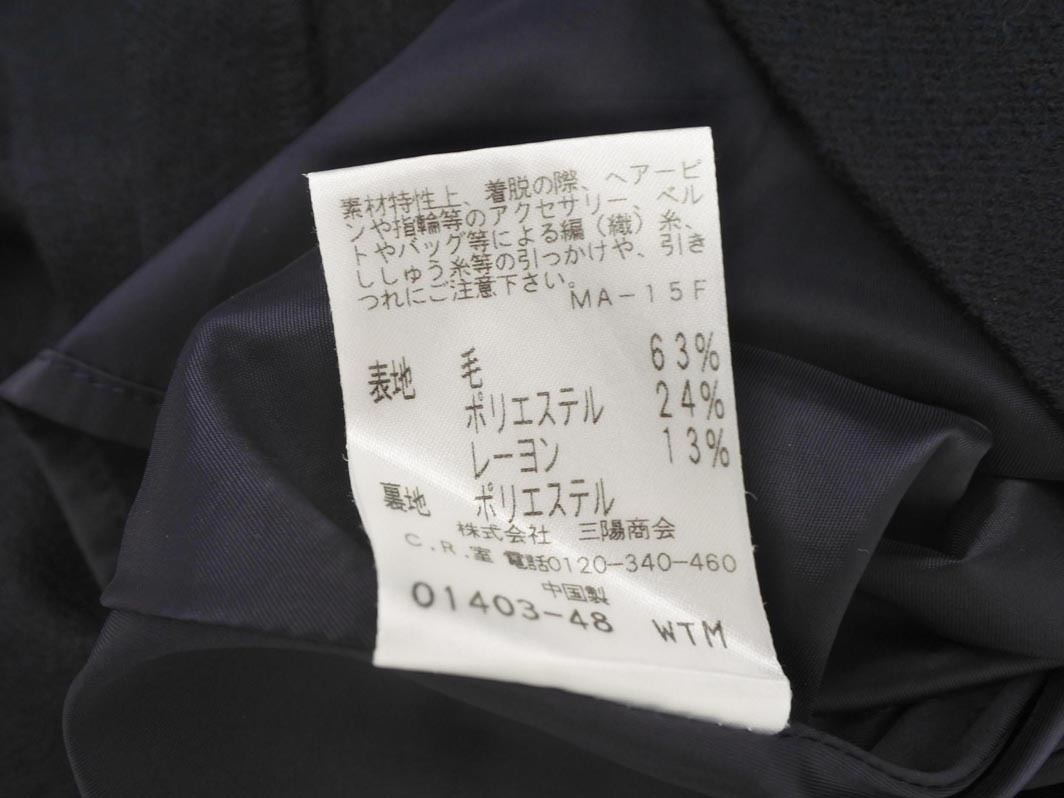 素材特性上、着脱の際、ヘアーピ
ンや指輪等のアクセサリー、ベル
トやバッグ等による編（織）糸、
ししゅう糸等の引っかけや、引き
つれにご注意下さい。
MA-15F
表地 毛 63%
ポリエステル 24%
レーヨン 13%
裏地 ポリエステル
株式会社 三陽商会
C.R.室 電話0120-340-460
中国製
01403-48 WTM